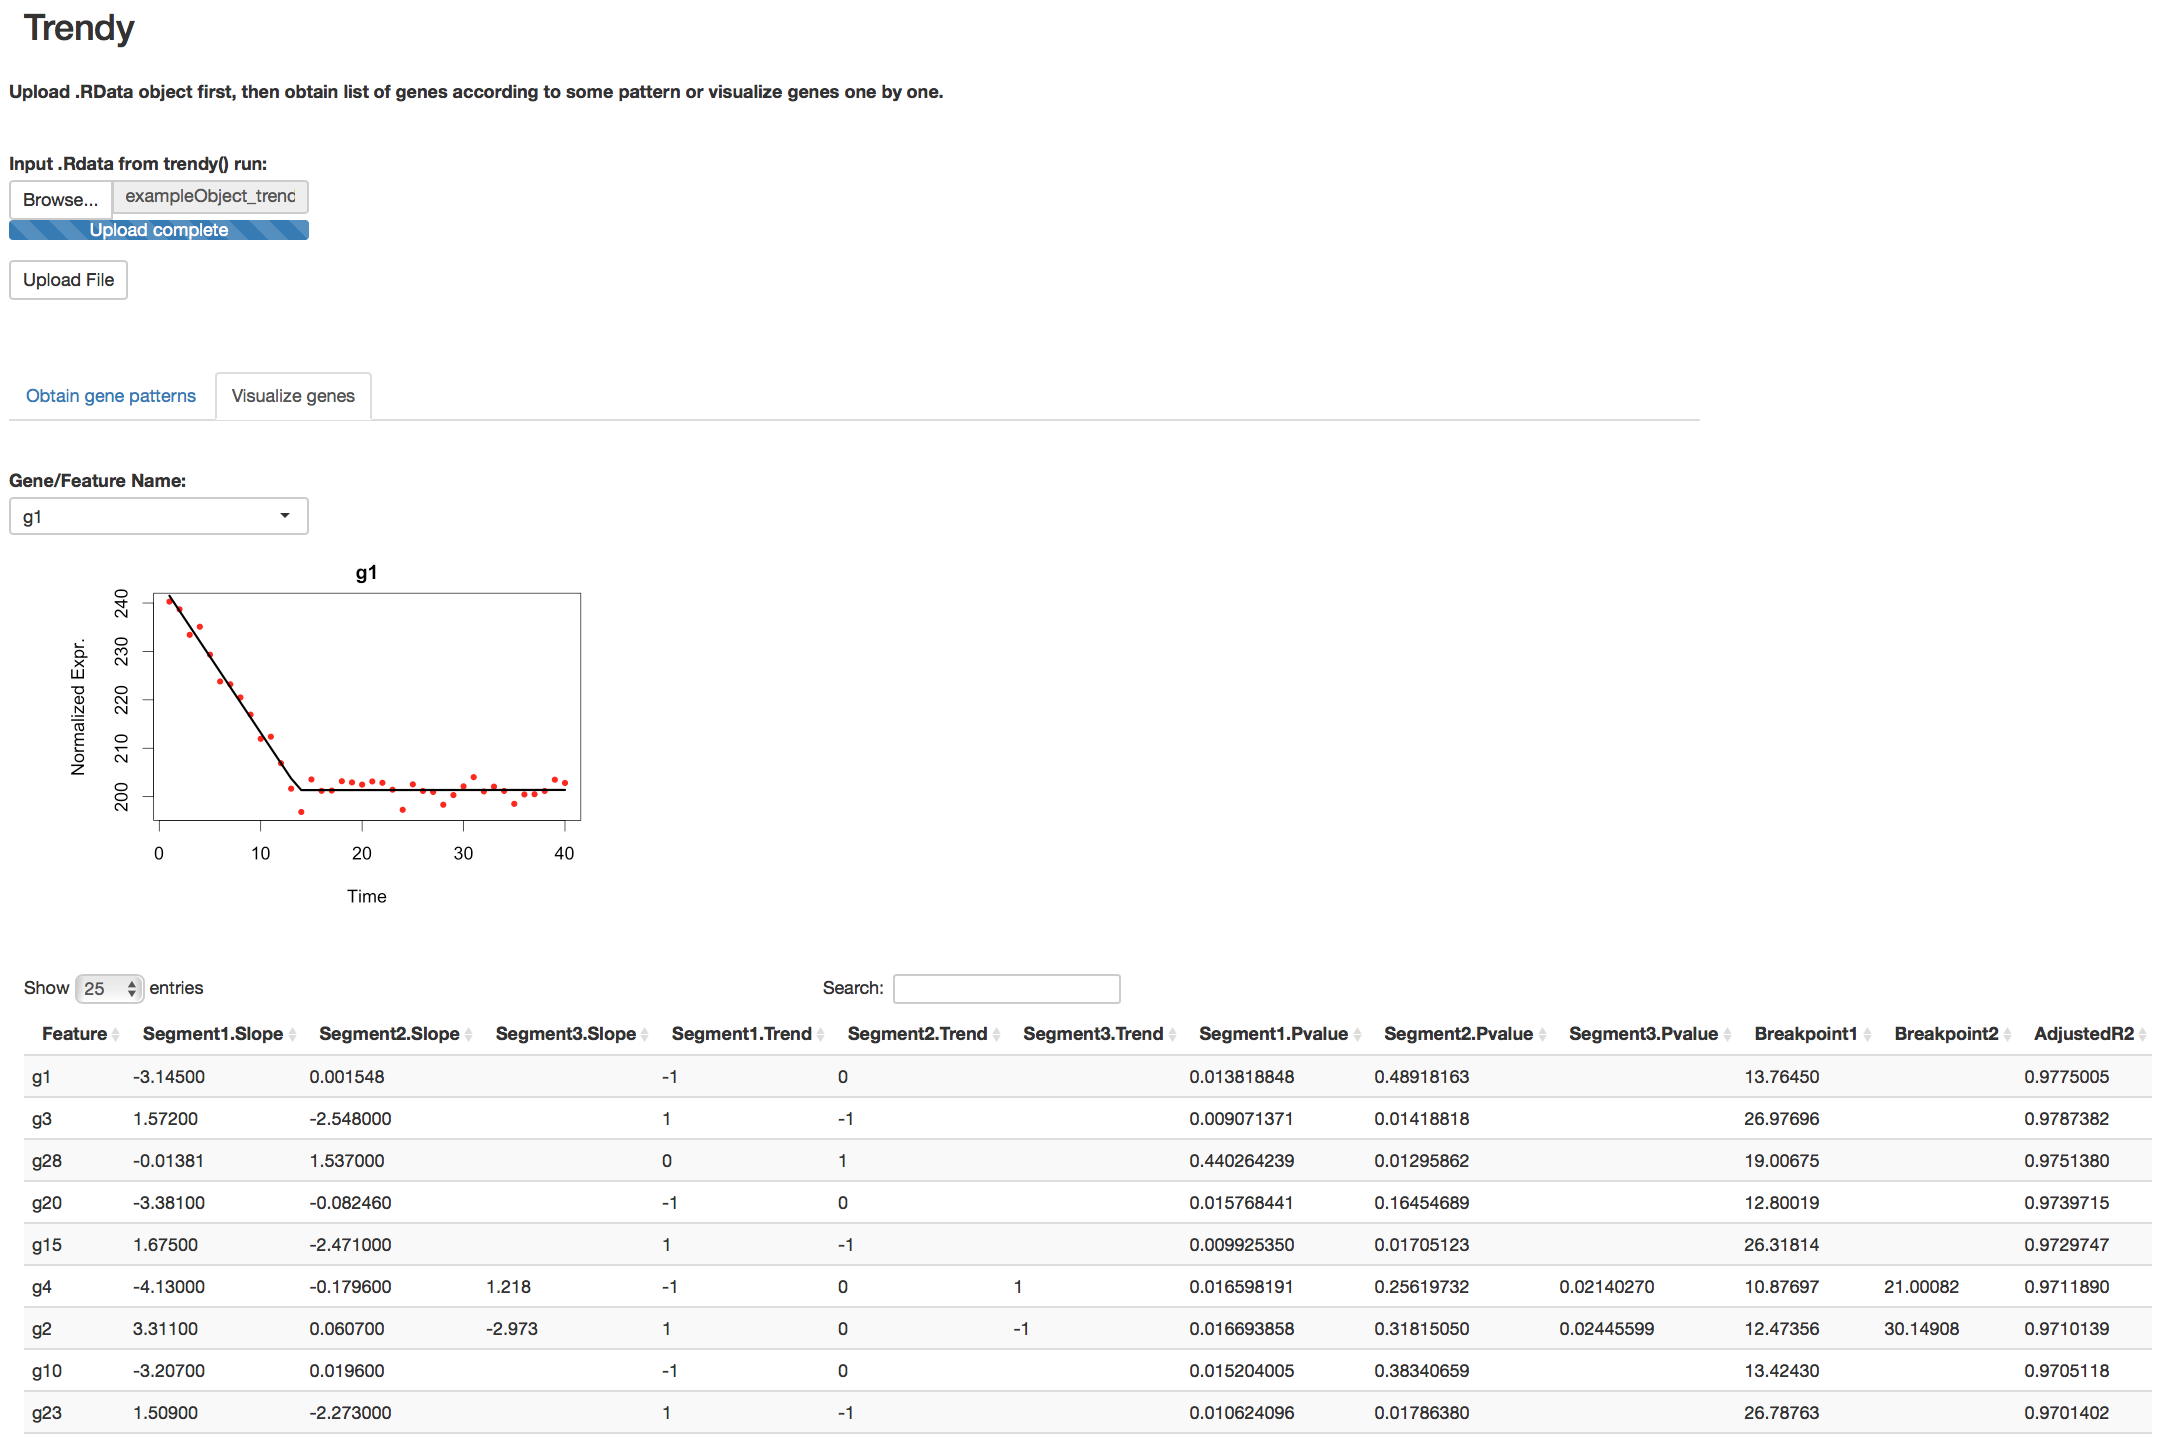 Trendy
Upload .RData object first, then obtain list of genes according to some pattern or visualize genes one by one.
Input .Rdata from trendy() run:
Browse... exampleObject_trend
Upload complete
Upload File
Obtain gene patterns Visualize genes
Gene/Feature Name:
g1
g1
240
230
220
210
200
Normalized Expr.
0 10 20 30 40
Time
Show 25 entries Search:
Feature Segment1.Slope Segment2.Slope Segment3.Slope Segment1.Trend Segment2.Trend Segment3.Trend Segment1.Pvalue Segment2.Pvalue Segment3.Pvalue Breakpoint1 Breakpoint2 AdjustedR2
g1 -3.14500 0.001548 -1 0 0.013818848 0.48918163 13.76450 0.9775005
g3 1.57200 -2.548000 1 -1 0.009071371 0.01418818 26.97696 0.9787382
g28 -0.01381 1.537000 0 1 0.440264239 0.01295862 19.00675 0.9751380
g20 -3.38100 -0.082460 -1 0 0.015768441 0.16454689 12.80019 0.9739715
g15 1.67500 -2.471000 1 -1 0.009925350 0.01705123 26.31814 0.9729747
g4 -4.13000 -0.179600 1.218 -1 0 1 0.016598191 0.25619732 0.02140270 10.87697 21.00082 0.9711890
g2 3.31100 0.060700 -2.973 1 0 -1 0.016693858 0.31815050 0.02445599 12.47356 30.14908 0.9710139
g10 -3.20700 0.019600 -1 0 0.015204005 0.38340659 13.42430 0.9705118
g23 1.50900 -2.273000 1 -1 0.010624096 0.01786380 26.78763 0.9701402